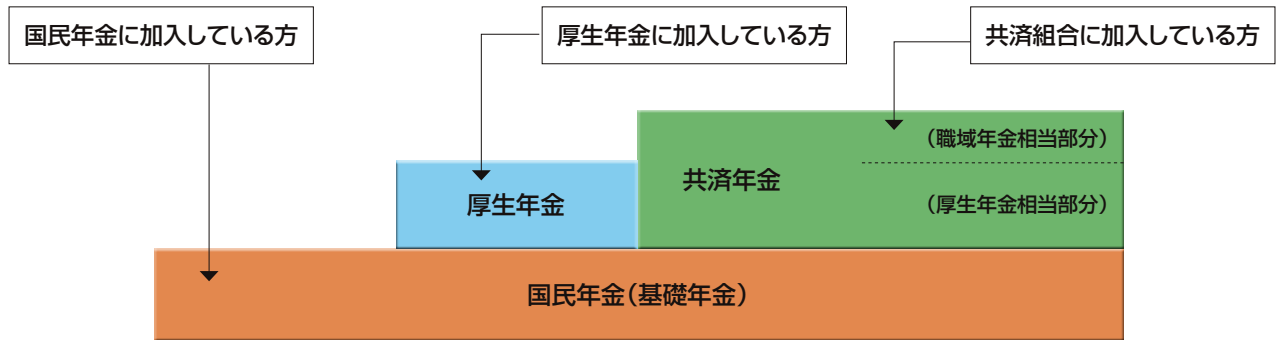 国民年金に加入している方
厚生年金に加入している方
共済組合に加入している方
(職域年金相当部分)
共済年金
厚生年金
(厚生年金相当部分)
国民年金(基礎年金)